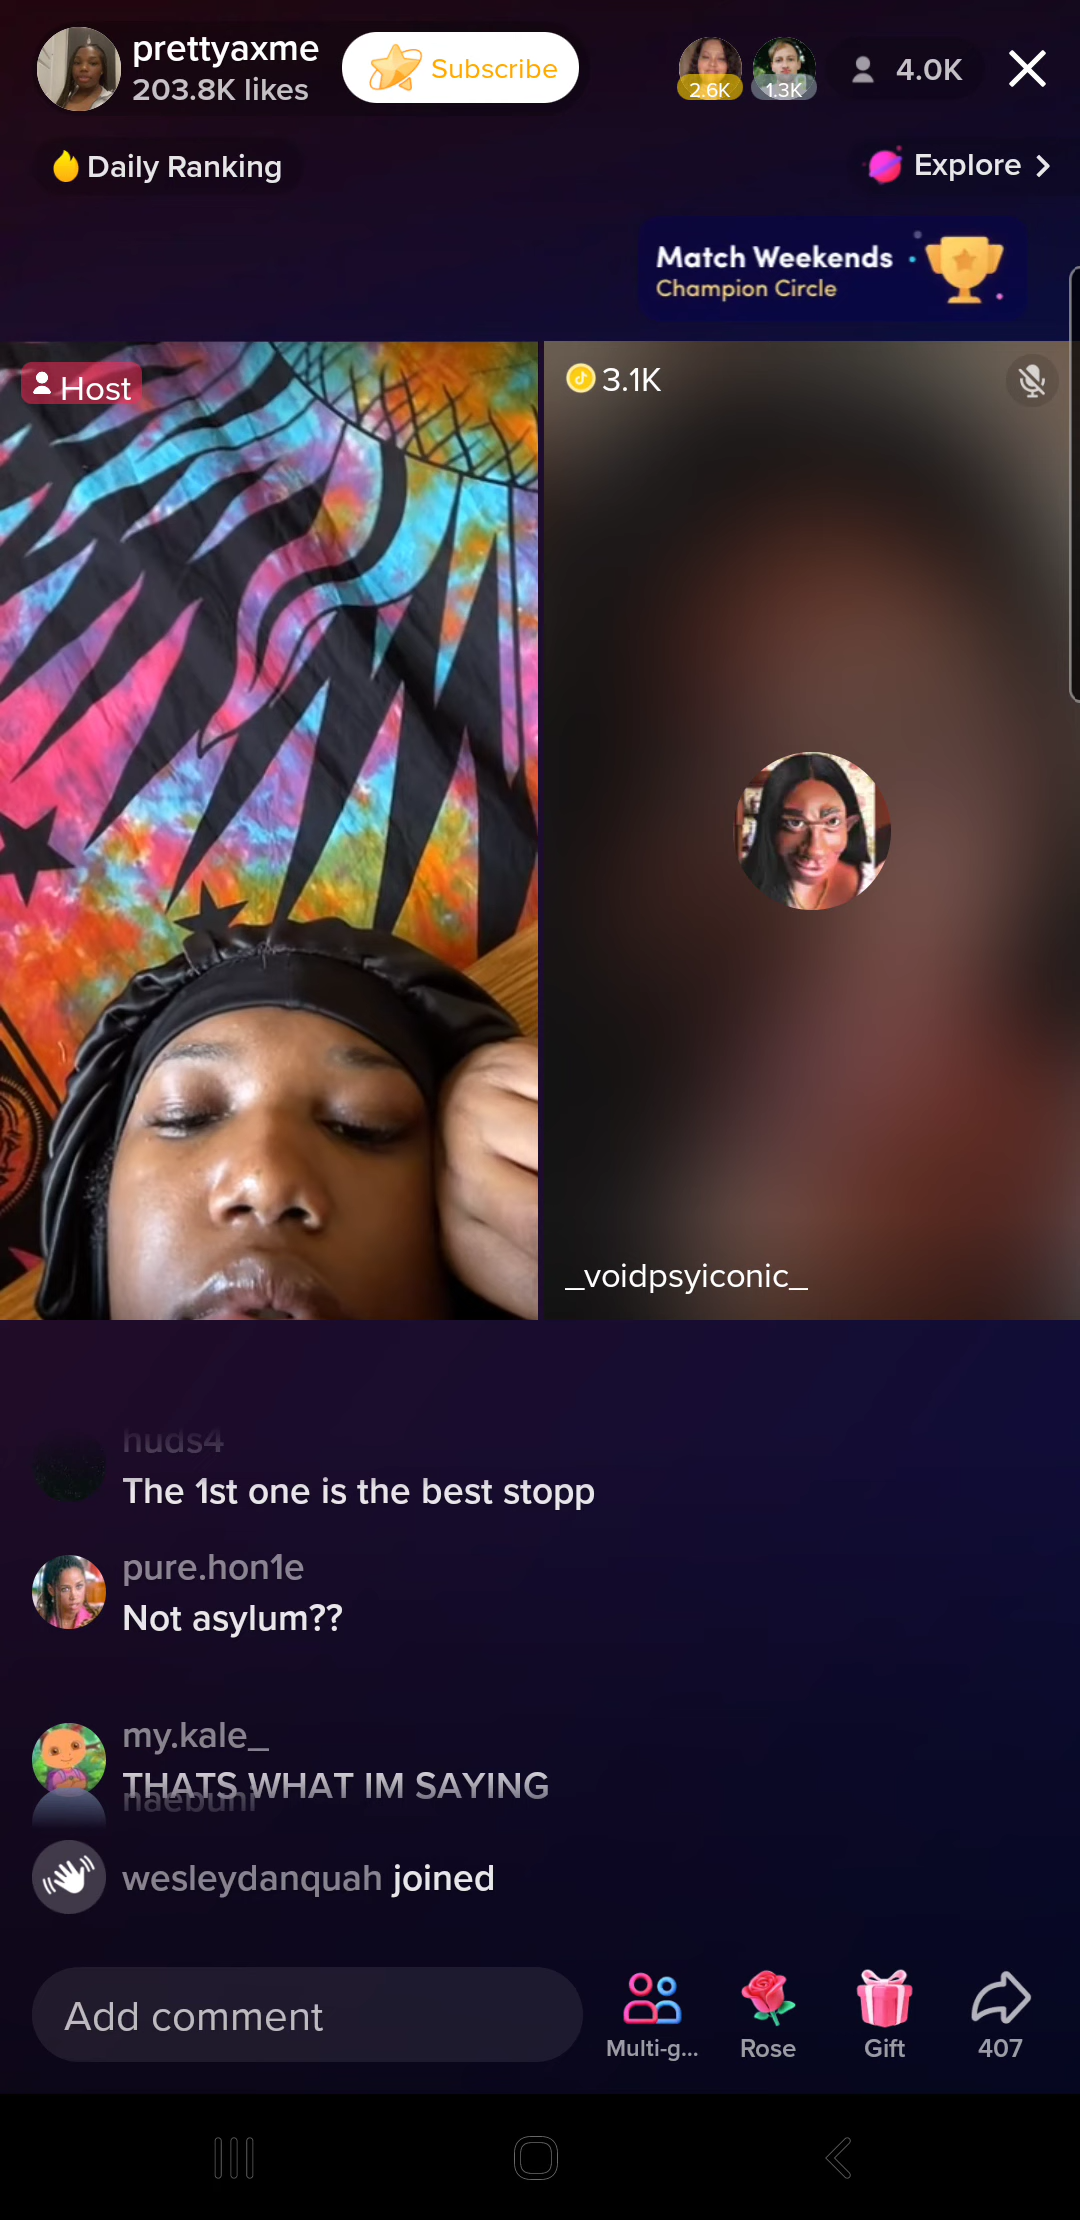 prettyaxme
203.8K likes
Subscribe
2.6K
1.3K
4.0K
Daily Ranking
Explore
Match Weekends
Champion Circle
Host
3.1K
_voidpsyiconic_
huds4
The 1st one is the best stopp
pure.hon1e
Not asylum??
my.kale_
THATS WHAT IM SAYING
naebuni
wesleydanquah joined
Add comment
Multi-g...
Rose
Gift
407